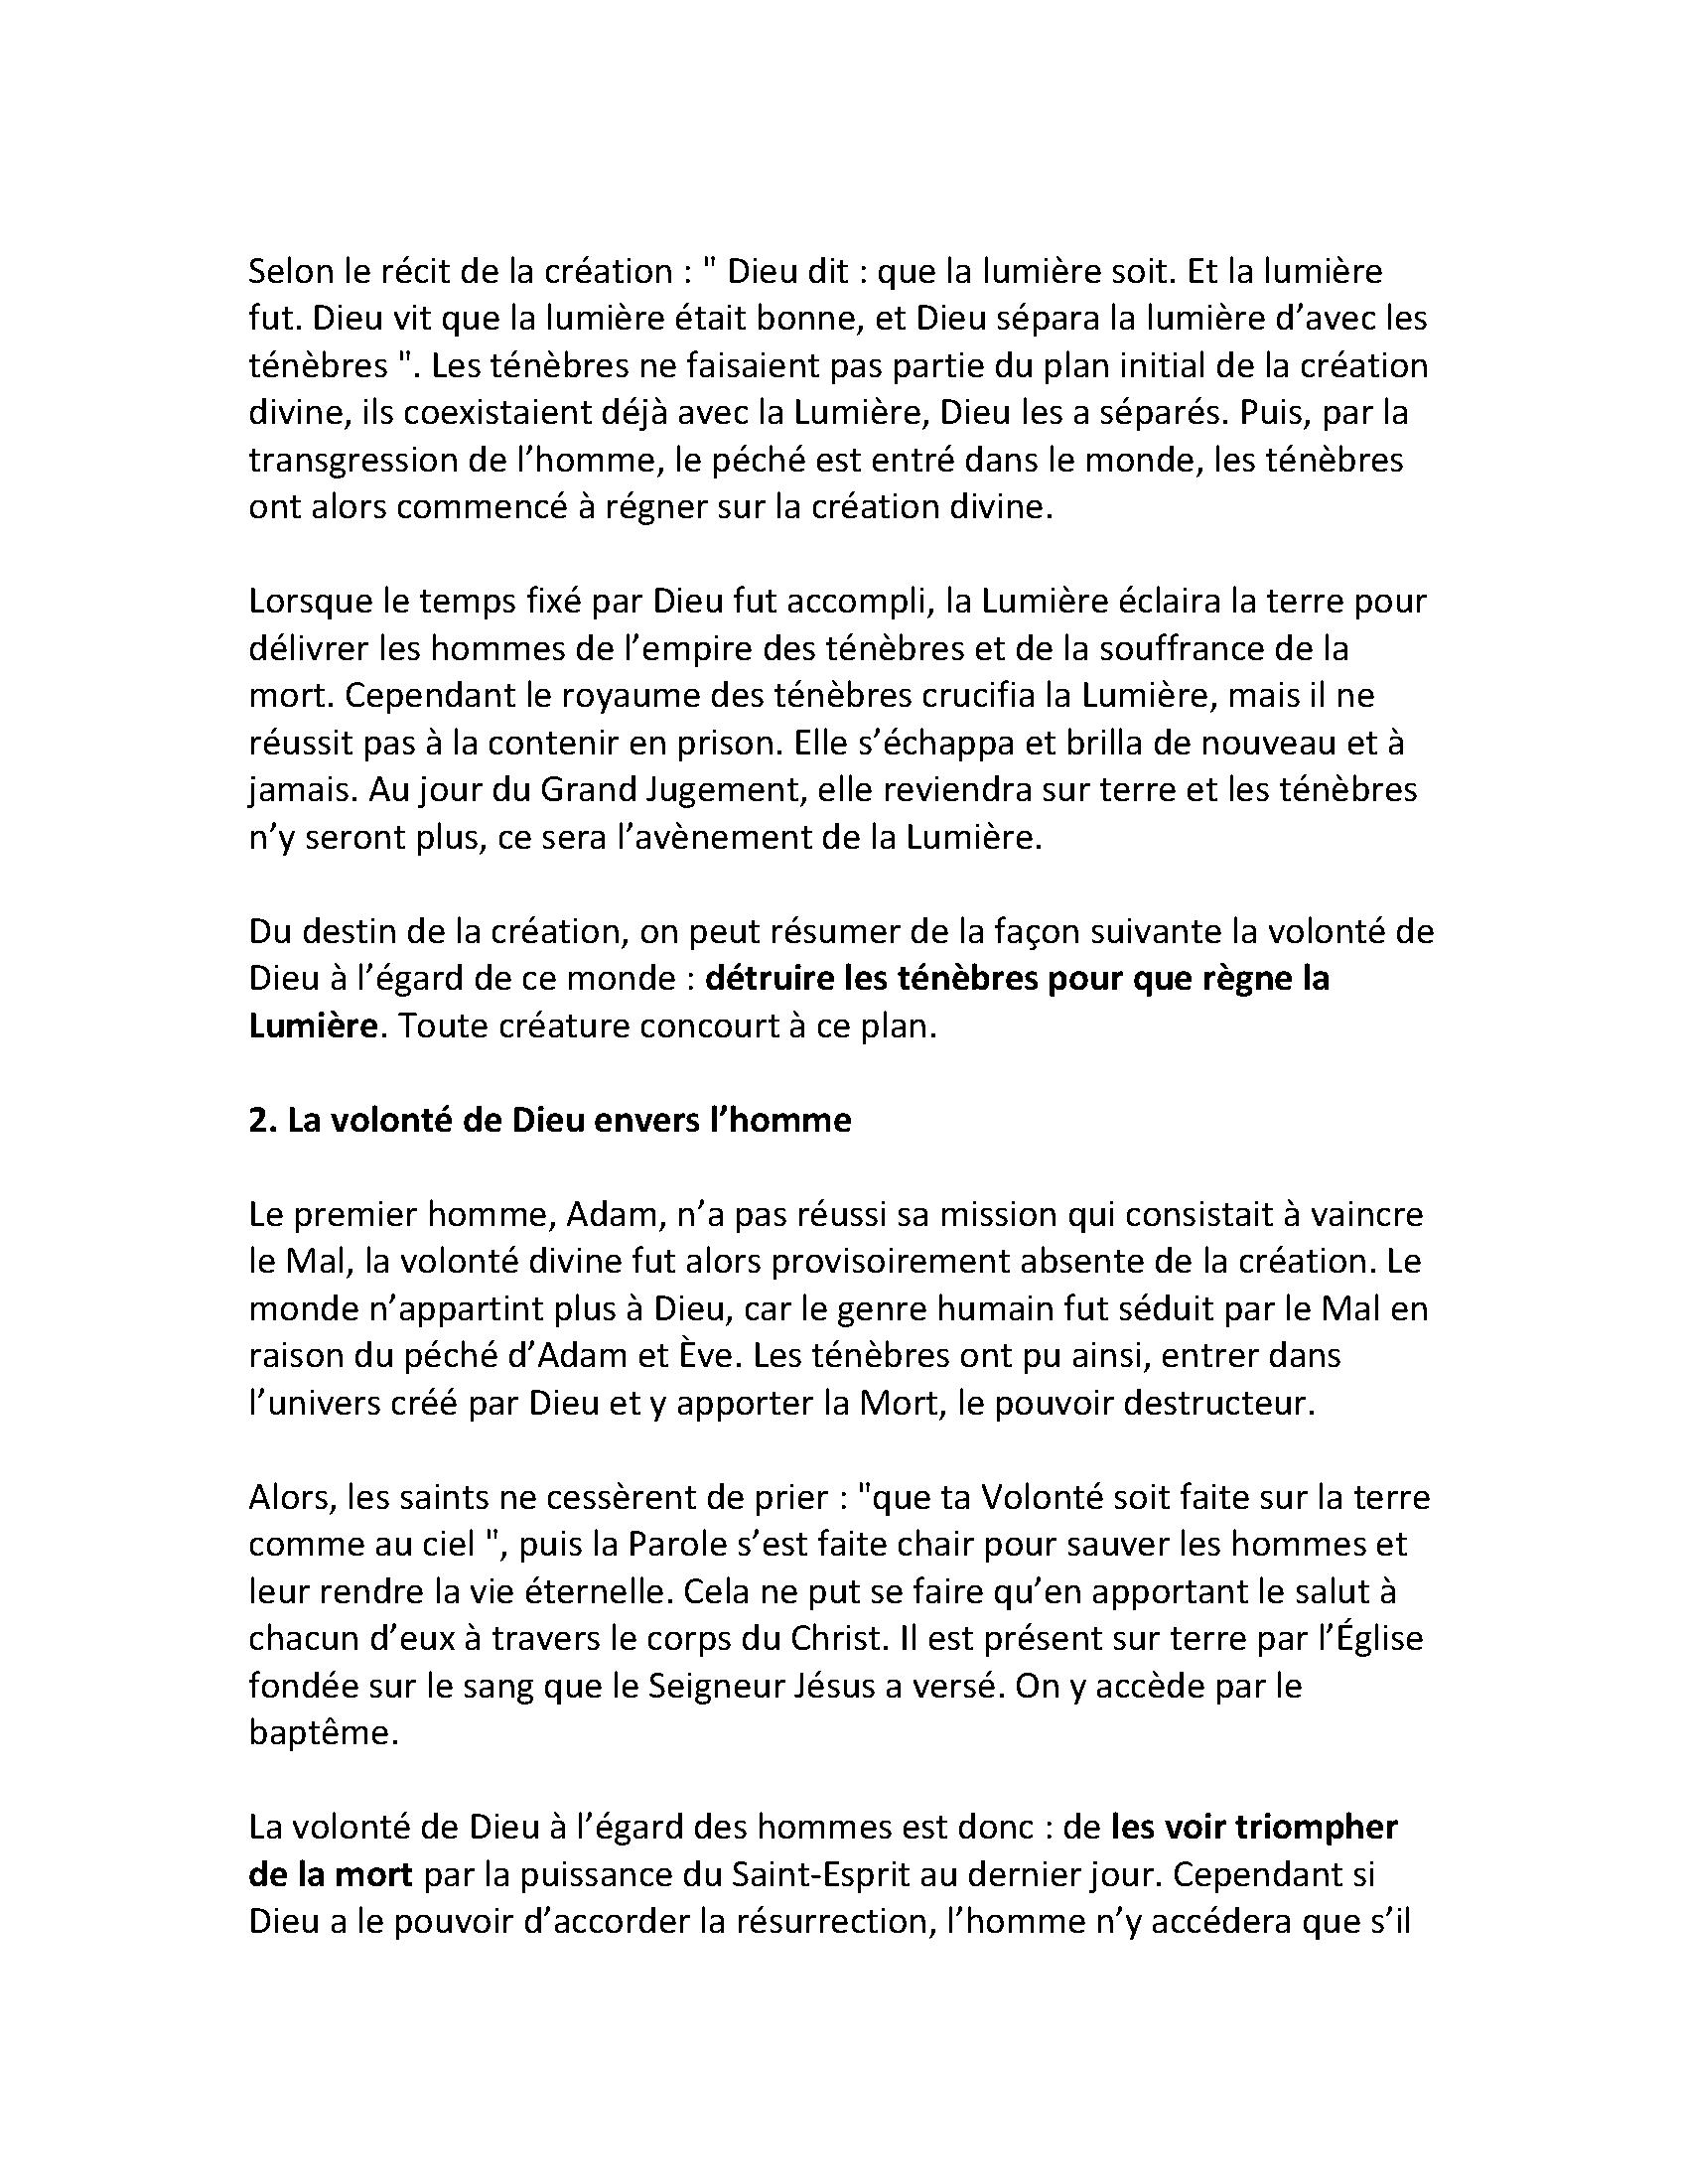 Selon le récit de la création : " Dieu dit : que la lumière soit. Et la lumière
fut. Dieu vit que la lumière était bonne, et Dieu sépara la lumière d’avec les
ténèbres ". Les ténèbres ne faisaient pas partie du plan initial de la création
divine, ils coexistaient déjà avec la Lumière, Dieu les a séparés. Puis, par la
transgression de l’homme, le péché est entré dans le monde, les ténèbres
ont alors commencé à régner sur la création divine.
Lorsque le temps fixé par Dieu fut accompli, la Lumière éclaira la terre pour
délivrer les hommes de l’empire des ténèbres et de la souffrance de la
mort. Cependant le royaume des ténèbres crucifia la Lumière, mais il ne
réussit pas à la contenir en prison. Elle s’échappa et brilla de nouveau et à
jamais. Au jour du Grand Jugement, elle reviendra sur terre et les ténèbres
n’y seront plus, ce sera l’avènement de la Lumière.
Du destin de la création, on peut résumer de la façon suivante la volonté de
Dieu à l’égard de ce monde : détruire les ténèbres pour que règne la
Lumière. Toute créature concourt à ce plan.
2. La volonté de Dieu envers l’homme
Le premier homme, Adam, n’a pas réussi sa mission qui consistait à vaincre
le Mal, la volonté divine fut alors provisoirement absente de la création. Le
monde n’appartint plus à Dieu, car le genre humain fut séduit par le Mal en
raison du péché d’Adam et Ève. Les ténèbres ont pu ainsi, entrer dans
l’univers créé par Dieu et y apporter la Mort, le pouvoir destructeur.
Alors, les saints ne cessèrent de prier : "que ta Volonté soit faite sur la terre
comme au ciel ", puis la Parole s’est faite chair pour sauver les hommes et
leur rendre la vie éternelle. Cela ne put se faire qu’en apportant le salut à
chacun d’eux à travers le corps du Christ. Il est présent sur terre par l’Église
fondée sur le sang que le Seigneur Jésus a versé. On y accède par le
baptême.
La volonté de Dieu à l’égard des hommes est donc : de les voir triompher
de la mort par la puissance du Saint-Esprit au dernier jour. Cependant si
Dieu a le pouvoir d’accorder la résurrection, l’homme n’y accédera que s’il